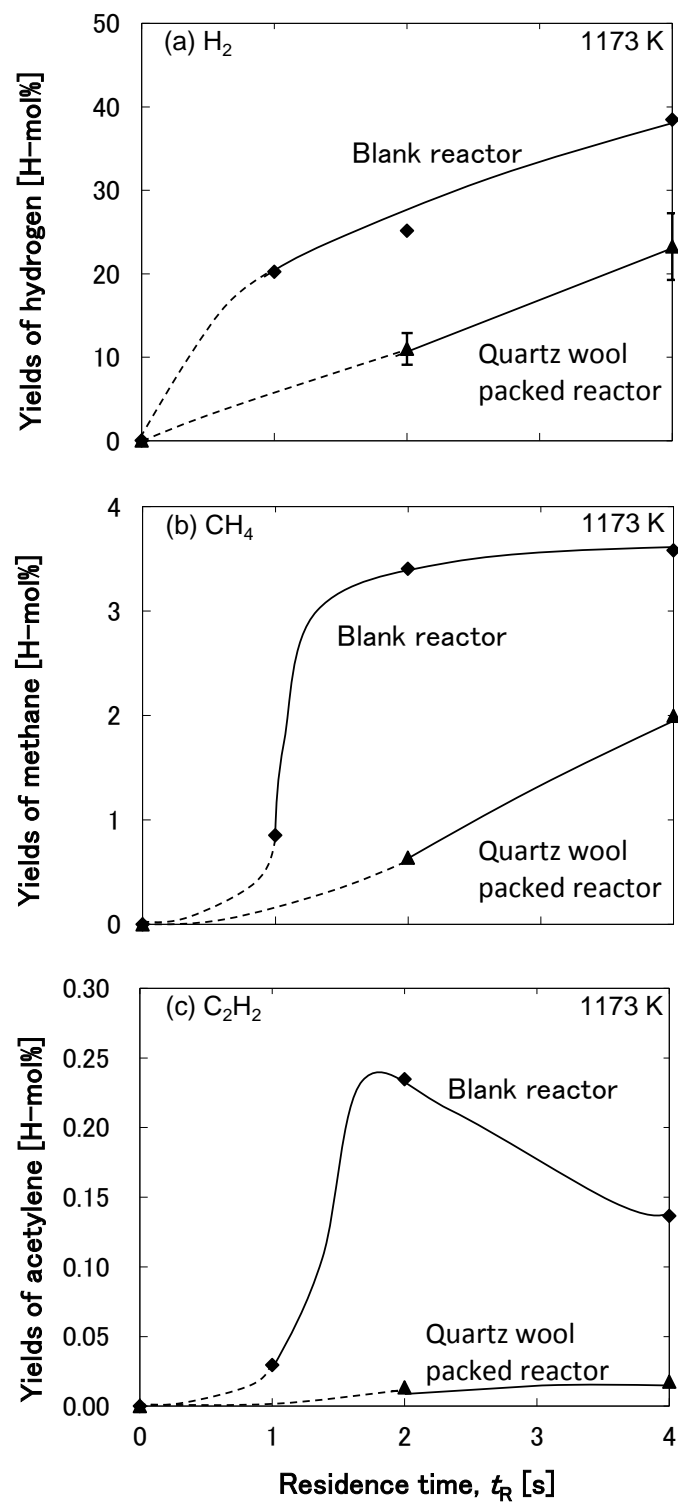 (a) H₂ 1173 K
Yields of hydrogen [H-mol%]
50
40
30
20
10
0
Blank reactor
Quartz wool
packed reactor
(b) CH₄ 1173 K
Yields of methane [H-mol%]
4
3
2
1
0
Blank reactor
Quartz wool
packed reactor
(c) C₂H₂ 1173 K
Yields of acetylene [H-mol%]
0.30
0.25
0.20
0.15
0.10
0.05
0.00
Blank reactor
Quartz wool
packed reactor
0 1 2 3 4
Residence time, tR [s]